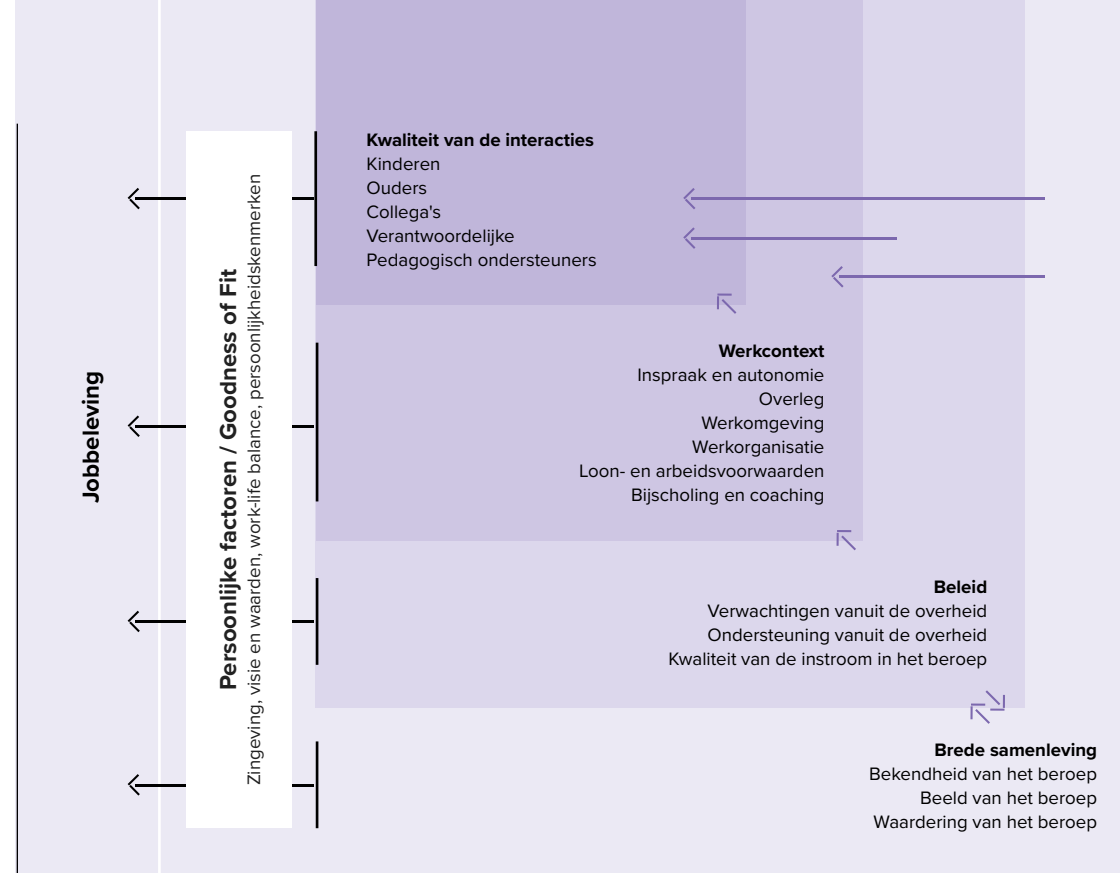 Jobbeleving
Persoonlijke factoren / Goodness of Fit
Zingeving, visie en waarden, work-life balance, persoonlijkheidskenmerken
Kwaliteit van de interacties
Kinderen
Ouders
Collega's
Verantwoordelijke
Pedagogisch ondersteuners
Werkcontext
Inspraak en autonomie
Overleg
Werkomgeving
Werkorganisatie
Loon- en arbeidsvoorwaarden
Bijscholing en coaching
Beleid
Verwachtingen vanuit de overheid
Ondersteuning vanuit de overheid
Kwaliteit van de instroom in het beroep
Brede samenleving
Bekendheid van het beroep
Beeld van het beroep
Waardering van het beroep